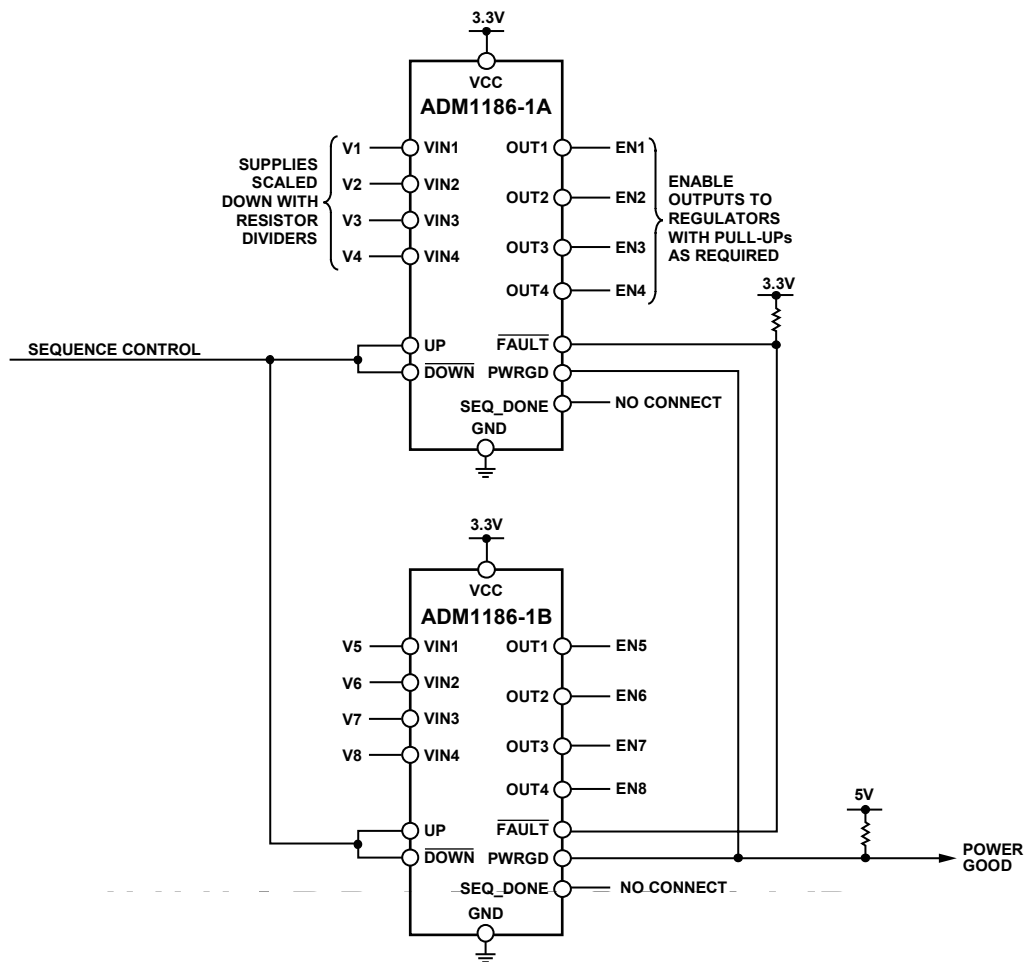 3.3V
VCC
ADM1186-1A
SUPPLIES
SCALED
DOWN WITH
RESISTOR
DIVIDERS
V1
V2
V3
V4
VIN1
VIN2
VIN3
VIN4
OUT1
OUT2
OUT3
OUT4
EN1
EN2
EN3
EN4
ENABLE
OUTPUTS TO
REGULATORS
WITH PULL-UPs
AS REQUIRED
3.3V
SEQUENCE CONTROL
UP
DOWN
FAULT
PWRGD
SEQ_DONE
NO CONNECT
GND
3.3V
VCC
ADM1186-1B
V5
V6
V7
V8
VIN1
VIN2
VIN3
VIN4
OUT1
OUT2
OUT3
OUT4
EN5
EN6
EN7
EN8
5V
UP
DOWN
FAULT
PWRGD
SEQ_DONE
NO CONNECT
GND
POWER
GOOD